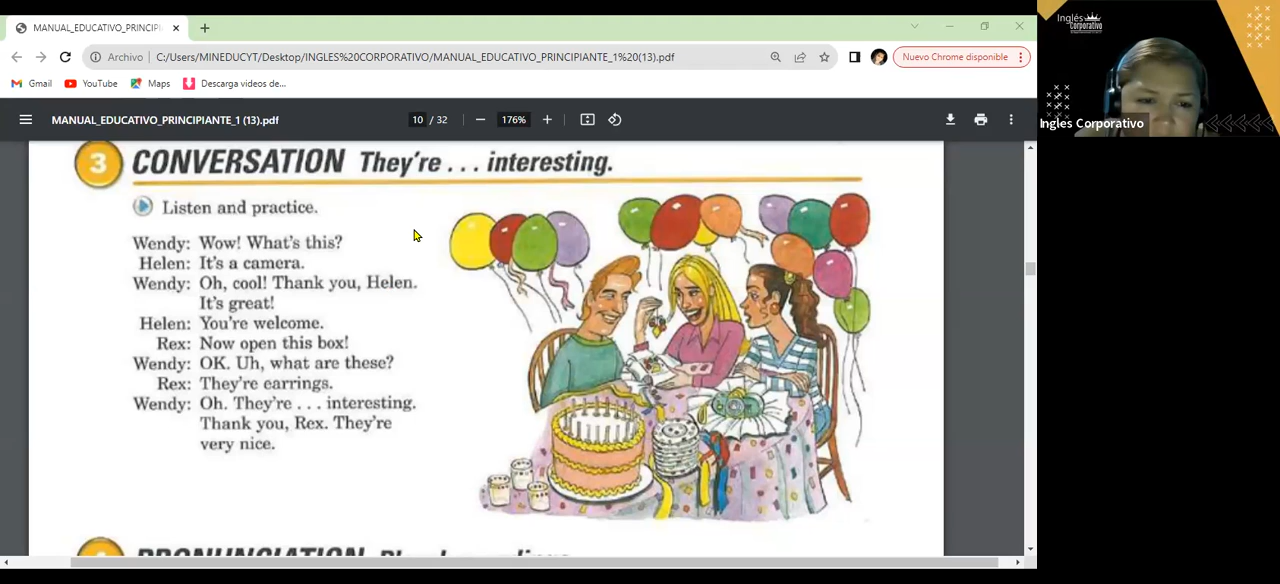 MANUAL_EDUCATIVO_PRINCIPI
Archivo C:/Users/MINEDUCYT/Desktop/INGLES%20CORPORATIVO/MANUAL_EDUCATIVO_PRINCIPIANTE_1%20(13).pdf Nuevo Chrome disponible
Gmail YouTube Maps Descarga videos de...
MANUAL_EDUCATIVO_PRINCIPIANTE_1 (13).pdf 10 / 32 176%
3 CONVERSATION They're . . . interesting.
Listen and practice.
Wendy: Wow! What's this?
Helen: It's a camera.
Wendy: Oh, cool! Thank you, Helen.
It's great!
Helen: You're welcome.
Rex: Now open this box!
Wendy: OK. Uh, what are these?
Rex: They're earrings.
Wendy: Oh. They're . . . interesting.
Thank you, Rex. They're
very nice.
Inglés
Corporativo
Ingles Corporativo